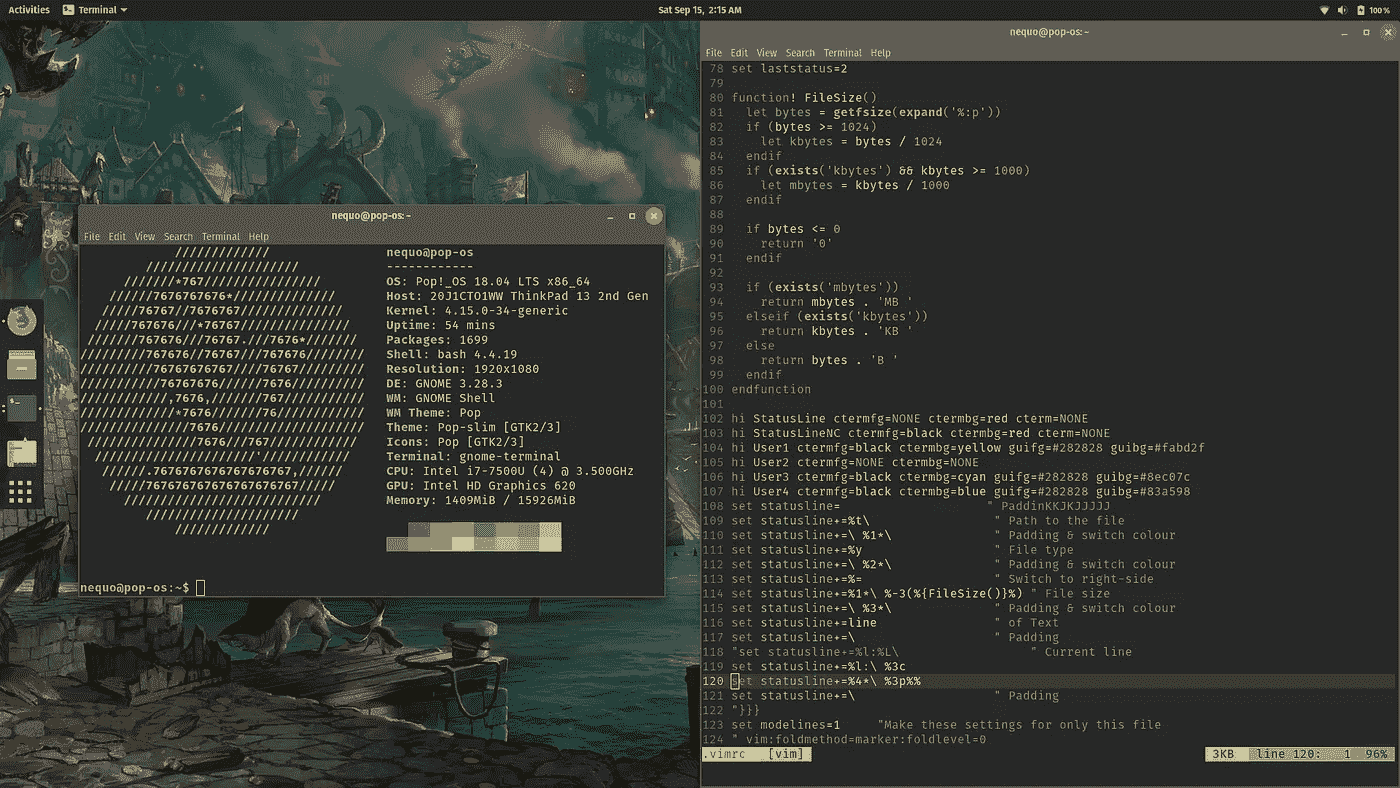 Activities Terminal Sat Sep 15, 2:15 AM 100%
nequo@pop-os: ~
File Edit View Search Terminal Help
/////////////
/////////////////////
///////*767////////////////
//////7676767676*//////////////
/////76767//7676767//////////////
/////767676///*76767///////////////
///////767676///76767.///7676*///////
/////////767676//76767///767676////////
//////////76767676767////76767/////////
///////////76767676//////7676//////////
////////////,7676,///////767///////////
/////////////*7676///////76////////////
///////////////7676////////////////////
///////////////7676///767////////////
//////////////////////'////////////
//////.7676767676767676767,//////
/////767676767676767676767/////
///////////////////////////
/////////////////////
/////////////
nequo@pop-os
------------
OS: Pop!_OS 18.04 LTS x86_64
Host: 20J1CTO1WW ThinkPad 13 2nd Gen
Kernel: 4.15.0-34-generic
Uptime: 54 mins
Packages: 1699
Shell: bash 4.4.19
Resolution: 1920x1080
DE: GNOME 3.28.3
WM: GNOME Shell
WM Theme: Pop
Theme: Pop-slim [GTK2/3]
Icons: Pop [GTK2/3]
Terminal: gnome-terminal
CPU: Intel i7-7500U (4) @ 3.500GHz
GPU: Intel HD Graphics 620
Memory: 1409MiB / 15926MiB
nequo@pop-os:~$
nequo@pop-os: ~
File Edit View Search Terminal Help
78 set laststatus=2
79
80 function! FileSize()
81   let bytes = getfsize(expand('%:p'))
82   if (bytes >= 1024)
83     let kbytes = bytes / 1024
84   endif
85   if (exists('kbytes') && kbytes >= 1000)
86     let mbytes = kbytes / 1000
87   endif
88
89   if bytes <= 0
90     return '0'
91   endif
92
93   if (exists('mbytes'))
94     return mbytes . 'MB '
95   elseif (exists('kbytes'))
96     return kbytes . 'KB '
97   else
98     return bytes . 'B '
99   endif
100 endfunction
101
102 hi StatusLine ctermfg=NONE ctermbg=red cterm=NONE
103 hi StatusLineNC ctermfg=black ctermbg=red cterm=NONE
104 hi User1 ctermfg=black ctermbg=yellow guifg=#282828 guibg=#fabd2f
105 hi User2 ctermfg=NONE ctermbg=NONE
106 hi User3 ctermfg=black ctermbg=cyan guifg=#282828 guibg=#8ec07c
107 hi User4 ctermfg=black ctermbg=blue guifg=#282828 guibg=#83a598
108 set statusline=                    " PaddinKKJKJJJJJ
109 set statusline+=%t\                 " Path to the file
110 set statusline+=\ %1*\              " Padding & switch colour
111 set statusline+=%y                  " File type
112 set statusline+=\ %2*\              " Padding & switch colour
113 set statusline+=%=                  " Switch to right-side
114 set statusline+=%1*\ %-3(%{FileSize()}%) " File size
115 set statusline+=\ %3*\              " Padding & switch colour
116 set statusline+=line                " of Text
117 set statusline+=\                   " Padding
118 "set statusline+=%l:%L\                  " Current line
119 set statusline+=%l:\ %3c
120 set statusline+=%4*\ %3p%%
121 set statusline+=\                   " Padding
122 "}}}
123 set modelines=1     "Make these settings for only this file
124 " vim:foldmethod=marker:foldlevel=0
.vimrc [vim] 3KB line 120: 1 96%